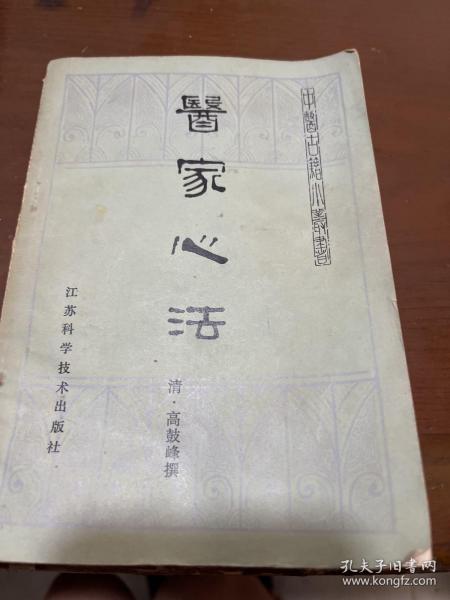 中醫古籍小叢書
醫家心法
清·高鼓峰撰
江苏科学技术出版社
孔夫子旧书网
www.kongfz.com